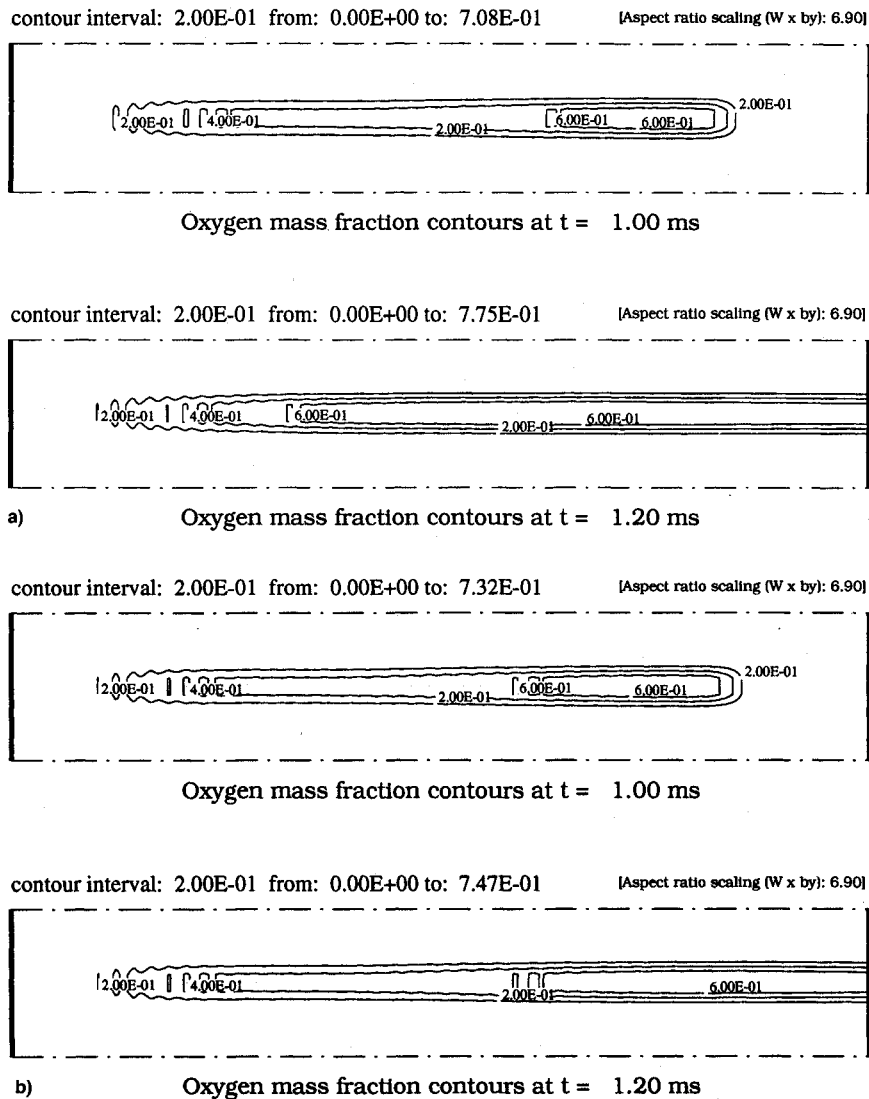 contour interval: 2.00E-01 from: 0.00E+00 to: 7.08E-01 [Aspect ratio scaling (W x by): 6.90]
2.00E-01
2.00E-01 4.00E-01 6.00E-01 6.00E-01
2.00E-01
Oxygen mass fraction contours at t = 1.00 ms
contour interval: 2.00E-01 from: 0.00E+00 to: 7.75E-01 [Aspect ratio scaling (W x by): 6.90]
2.00E-01 4.00E-01 6.00E-01 6.00E-01
2.00E-01
a) Oxygen mass fraction contours at t = 1.20 ms
contour interval: 2.00E-01 from: 0.00E+00 to: 7.32E-01 [Aspect ratio scaling (W x by): 6.90]
2.00E-01
2.00E-01 4.00E-01 6.00E-01 6.00E-01
2.00E-01
Oxygen mass fraction contours at t = 1.00 ms
contour interval: 2.00E-01 from: 0.00E+00 to: 7.47E-01 [Aspect ratio scaling (W x by): 6.90]
2.00E-01 4.00E-01 6.00E-01
2.00E-01
b) Oxygen mass fraction contours at t = 1.20 ms